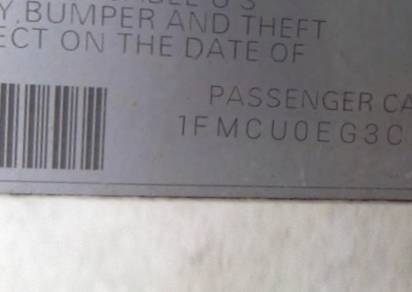 Y, BUMPER AND THEFT
ECT ON THE DATE OF
PASSENGER CA
1FMCU0EG3C